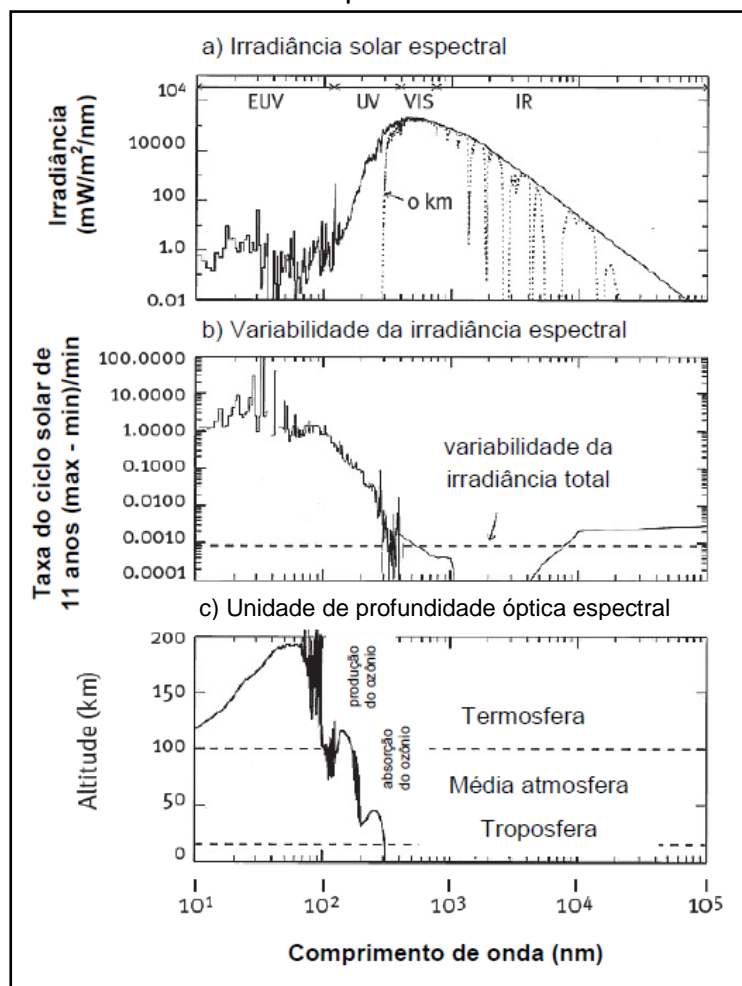 a) Irradiância solar espectral
Irradiância
(mW/m²/nm)
10⁴
10000
100
1.0
0.01
EUV
UV
VIS
IR
0 km
b) Variabilidade da irradiância espectral
Taxa do ciclo solar de
11 anos (max - min)/min
100.0000
10.0000
1.0000
0.1000
0.0100
0.0010
0.0001
variabilidade da
irradiância total
c) Unidade de profundidade óptica espectral
Altitude (km)
200
150
100
50
0
produção
do ozônio
absorção
do ozônio
Termosfera
Média atmosfera
Troposfera
10¹ 10² 10³ 10⁴ 10⁵
Comprimento de onda (nm)